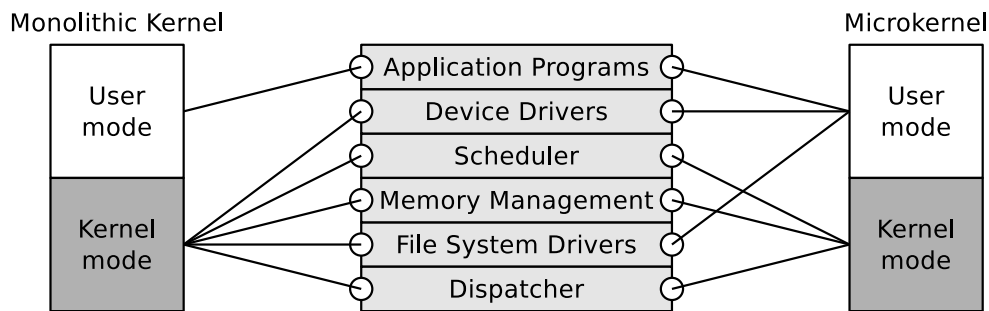 Monolithic Kernel
Microkernel
User
mode
Kernel
mode
Application Programs
Device Drivers
Scheduler
Memory Management
File System Drivers
Dispatcher
User
mode
Kernel
mode